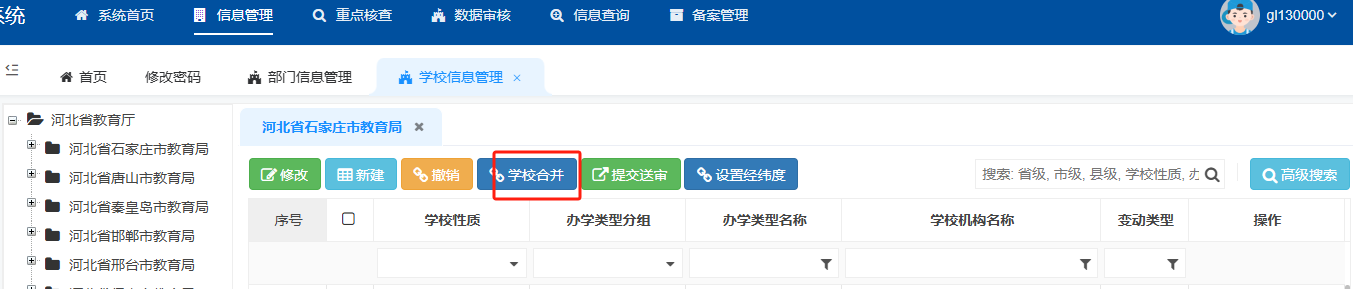 系统 系统首页 信息管理 重点核查 数据审核 信息查询 备案管理 gl130000
首页 修改密码 部门信息管理 学校信息管理 ×
河北省教育厅
河北省石家庄市教育局
河北省唐山市教育局
河北省秦皇岛市教育局
河北省邯郸市教育局
河北省邢台市教育局
河北省石家庄市教育局 ×
修改 新建 撤销 学校合并 提交送审 设置经纬度 搜索: 省级, 市级, 县级, 学校性质, 办 高级搜索
序号 学校性质 办学类型分组 办学类型名称 学校机构名称 变动类型 操作